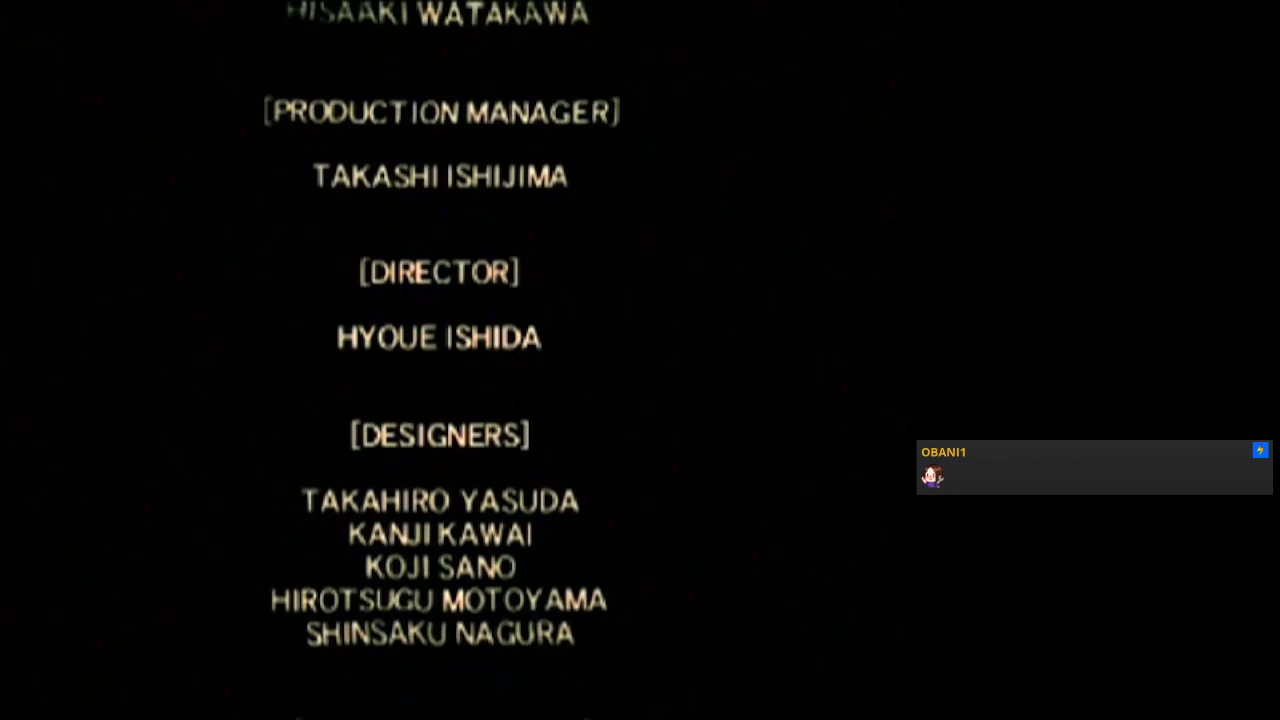 HISAAKI WATAKAWA
[PRODUCTION MANAGER]
TAKASHI ISHIJIMA
[DIRECTOR]
HYOUE ISHIDA
[DESIGNERS]
TAKAHIRO YASUDA
KANJI KAWAI
KOJI SANO
HIROTSUGU MOTOYAMA
SHINSAKU NAGURA
OBANI1